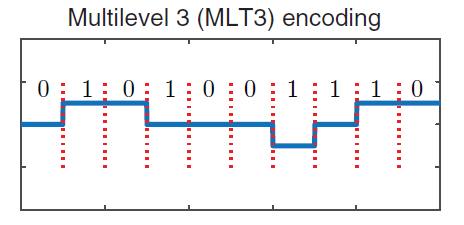 Multilevel 3 (MLT3) encoding
0 1 0 1 0 0 1 1 1 0